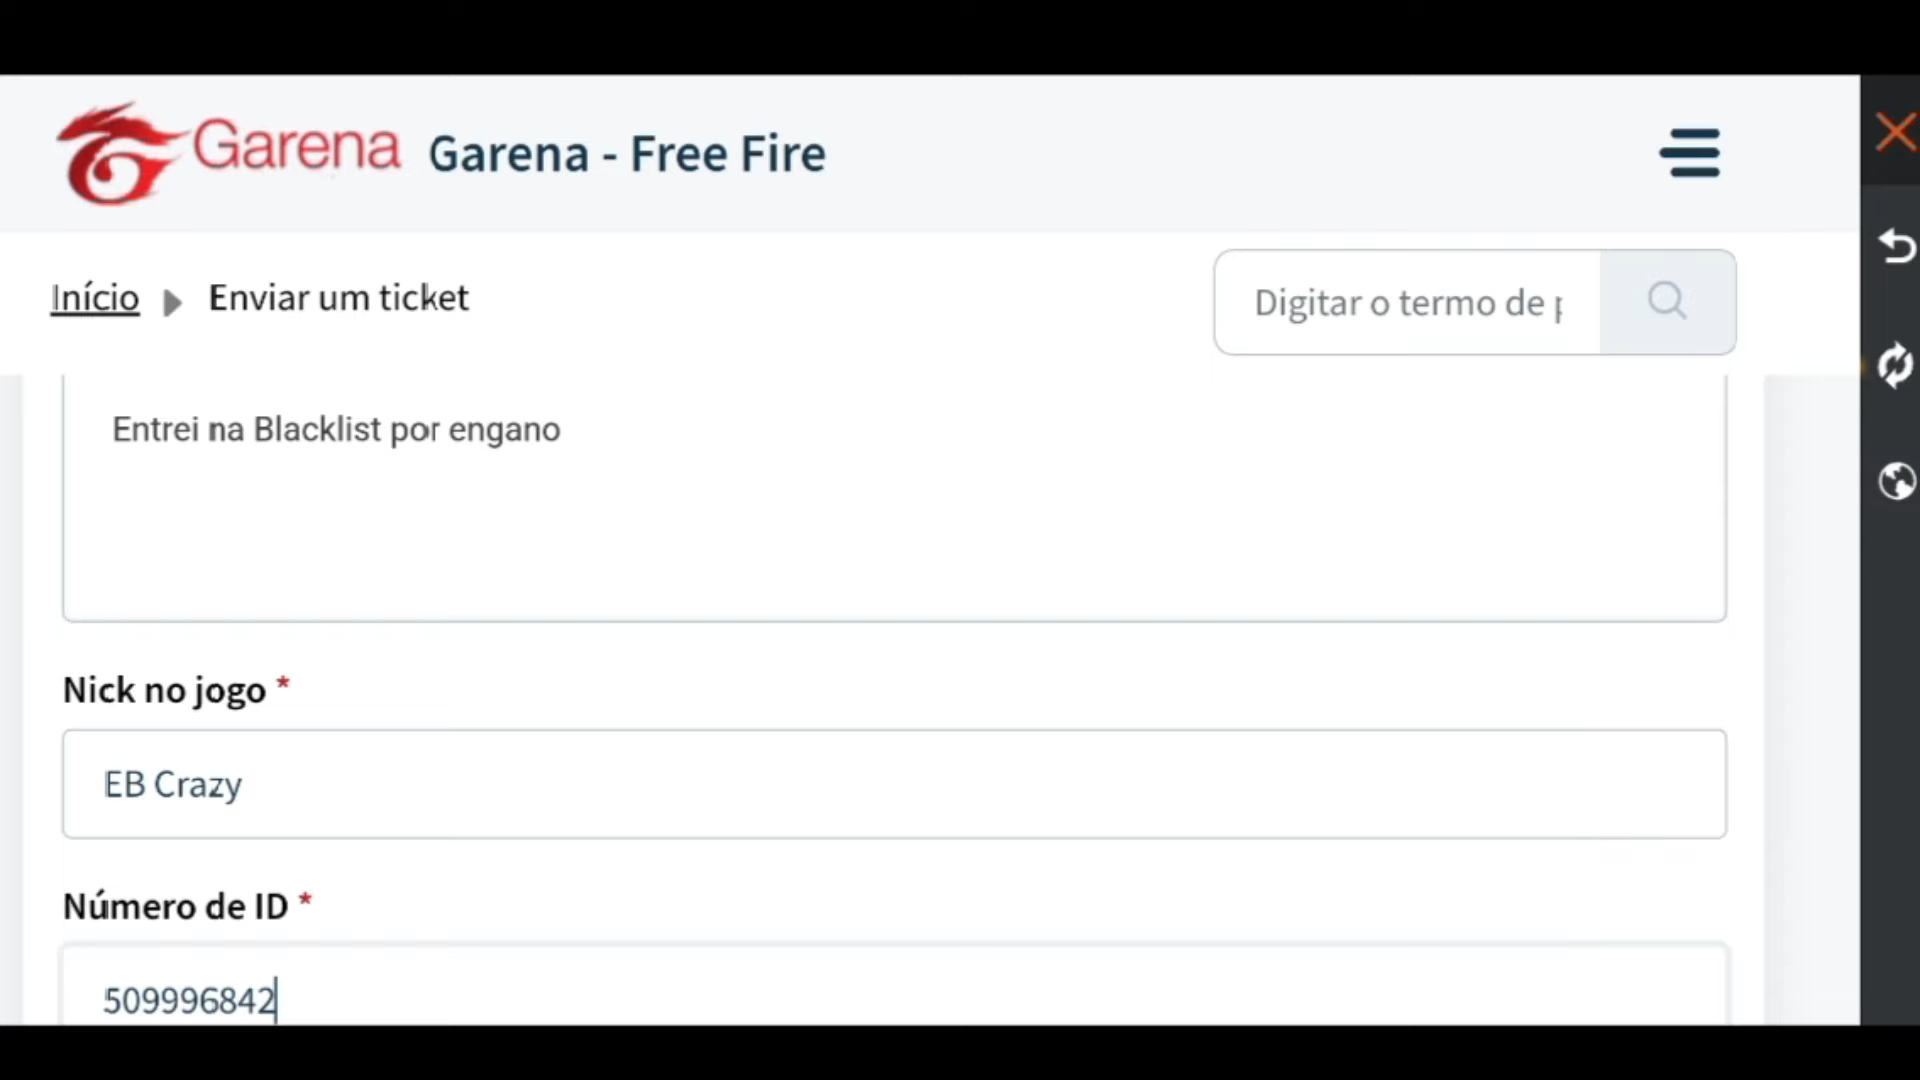 Garena Garena - Free Fire
Início Enviar um ticket
Digitar o termo de p
Entrei na Blacklist por engano
Nick no jogo *
EB Crazy
Número de ID *
509996842